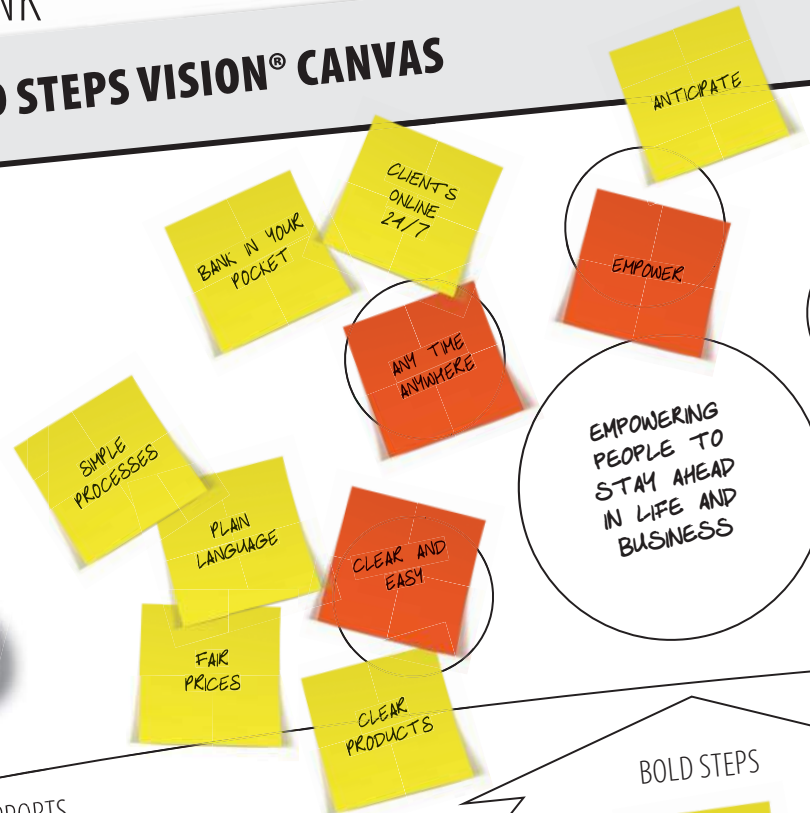 STEPS VISION® CANVAS
ANTICIPATE
CLIENTS
ONLINE
24/7
BANK IN YOUR
POCKET
EMPOWER
ANY TIME
ANYWHERE
EMPOWERING
PEOPLE TO
STAY AHEAD
IN LIFE AND
BUSINESS
SIMPLE
PROCESSES
PLAIN
LANGUAGE
CLEAR AND
EASY
FAIR
PRICES
CLEAR
PRODUCTS
BOLD STEPS